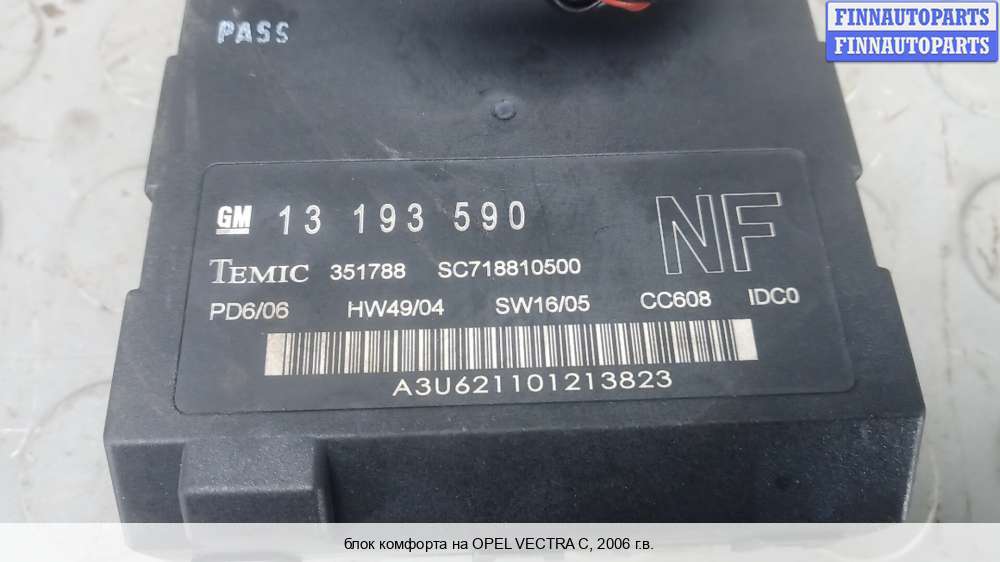 PASS
FINNAUTOPARTS
FINNAUTOPARTS
GM 13 193 590 NF
TEMIC 351788 SC718810500
PD6/06 HW49/04 SW16/05 CC608 IDC0
A3U621101213823
блок комфорта на OPEL VECTRA C, 2006 г.в.